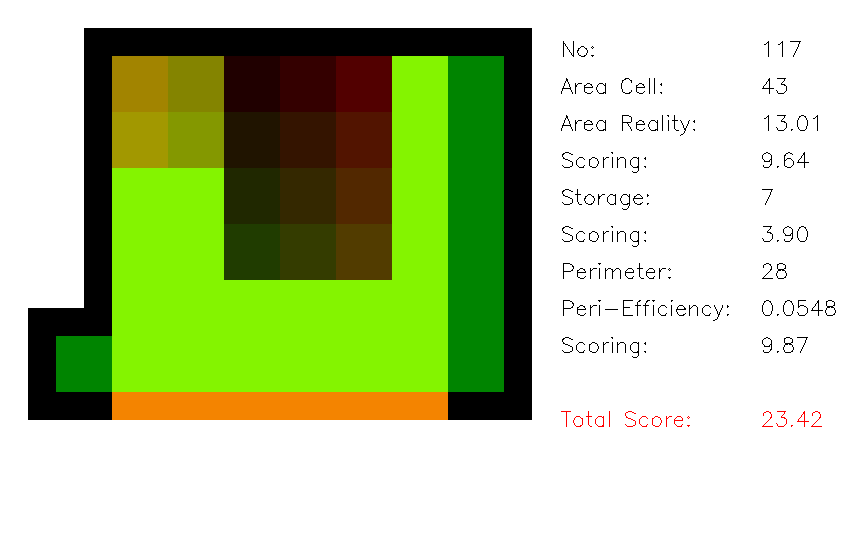 No: 117
Area Cell: 43
Area Reality: 13.01
Scoring: 9.64
Storage: 7
Scoring: 3.90
Perimeter: 28
Peri-Efficiency: 0.0548
Scoring: 9.87
Total Score: 23.42